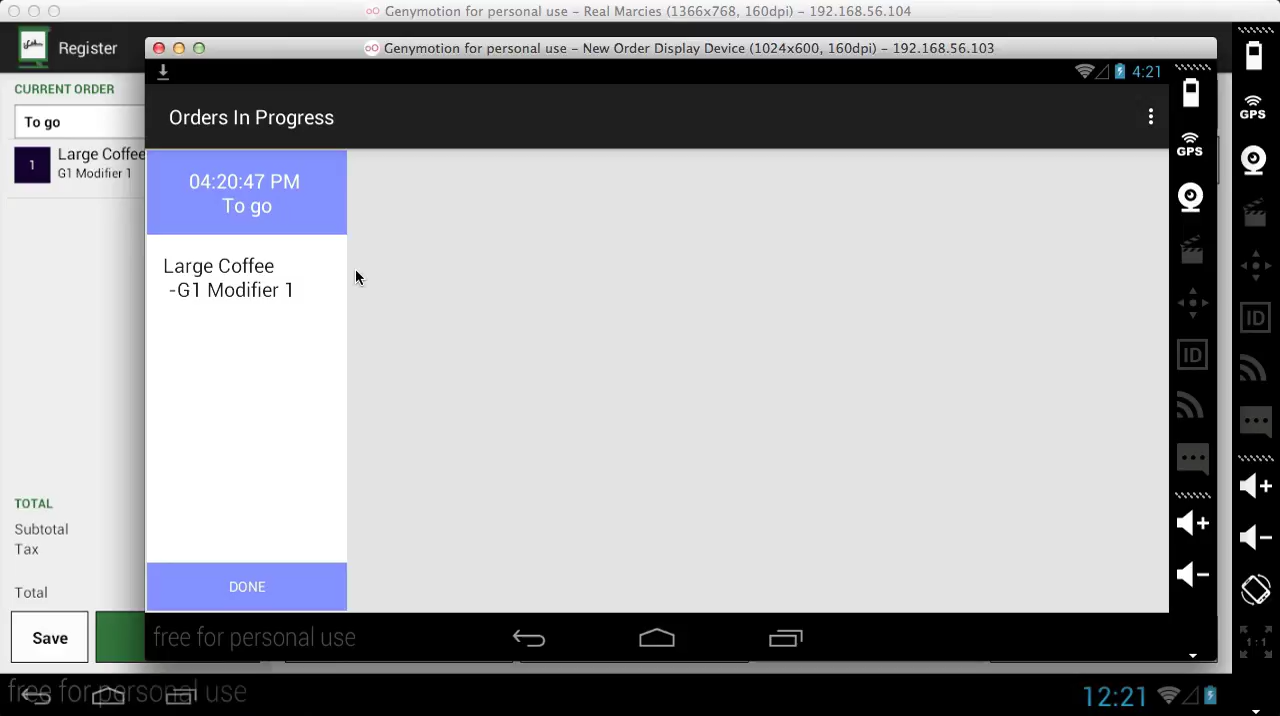 Genymotion for personal use – Real Marcies (1366x768, 160dpi) – 192.168.56.104
Register
Genymotion for personal use – New Order Display Device (1024x600, 160dpi) – 192.168.56.103
4:21
CURRENT ORDER
To go
1
Large Coffee
G1 Modifier 1
Orders In Progress
04:20:47 PM
To go
Large Coffee
-G1 Modifier 1
DONE
GPS
ID
GPS
ID
1:1
TOTAL
Subtotal
Tax
Total
Save
free for personal use
free for personal use
12:21